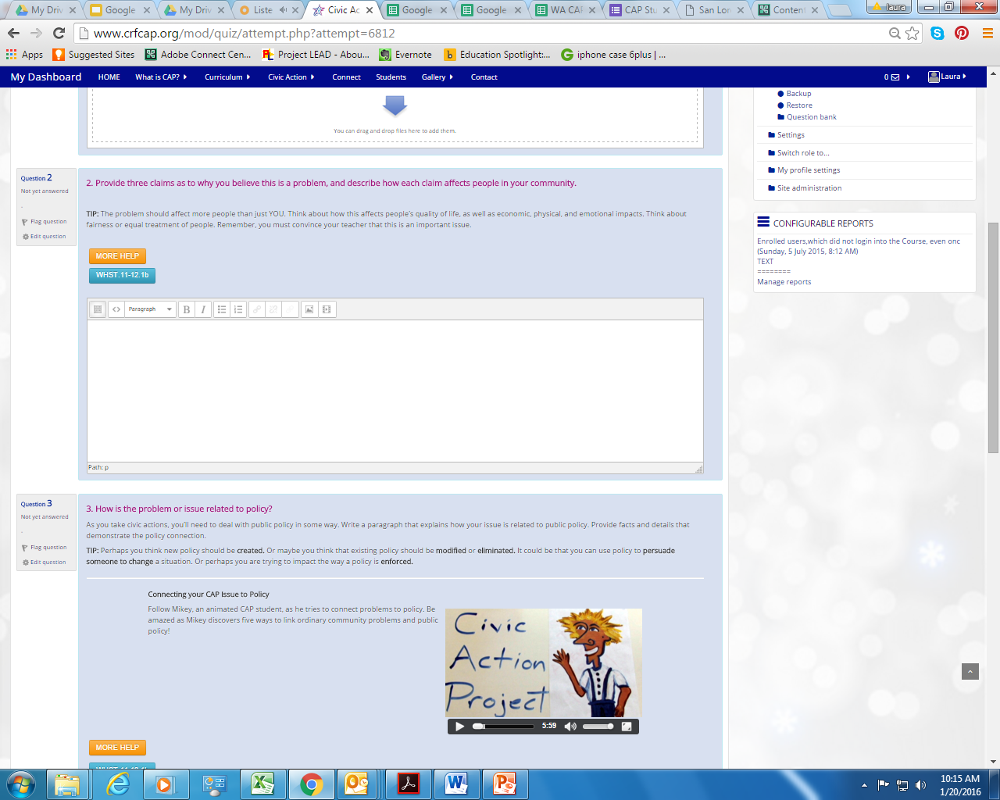 My Driv
Google
My Driv
Liste
Civic Ac
Google
Google
WA CAP
CAP Stu
San Lor
Content
laura
www.crfcap.org/mod/quiz/attempt.php?attempt=6812
Apps Suggested Sites Adobe Connect Cen... Project LEAD - Abou... Evernote Education Spotlight:... iphone case 6plus | ...
My Dashboard HOME What is CAP? Curriculum Civic Action Connect Students Gallery Contact 0 Laura
You can drag and drop files here to add them.
Backup
Restore
Question bank
Settings
Switch role to...
My profile settings
Site administration
CONFIGURABLE REPORTS
Enrolled users,which did not login into the Course, even onc
(Sunday, 5 July 2015, 8:12 AM)
TEXT
========
Manage reports
Question 2
Not yet answered
Flag question
Edit question
2. Provide three claims as to why you believe this is a problem, and describe how each claim affects people in your community.
TIP: The problem should affect more people than just YOU. Think about how this affects people's quality of life, as well as economic, physical, and emotional impacts. Think about
fairness or equal treatment of people. Remember, you must convince your teacher that this is an important issue.
MORE HELP
WHST.11-12.1b
Paragraph B I
Path: p
Question 3
Not yet answered
Flag question
Edit question
3. How is the problem or issue related to policy?
As you take civic actions, you'll need to deal with public policy in some way. Write a paragraph that explains how your issue is related to public policy. Provide facts and details that
demonstrate the policy connection.
TIP: Perhaps you think new policy should be created. Or maybe you think that existing policy should be modified or eliminated. It could be that you can use policy to persuade
someone to change a situation. Or perhaps you are trying to impact the way a policy is enforced.
Connecting your CAP Issue to Policy
Follow Mikey, an animated CAP student, as he tries to connect problems to policy. Be
amazed as Mikey discovers five ways to link ordinary community problems and public
policy!
Civic
Action
Project
5:59
MORE HELP
10:15 AM
1/20/2016